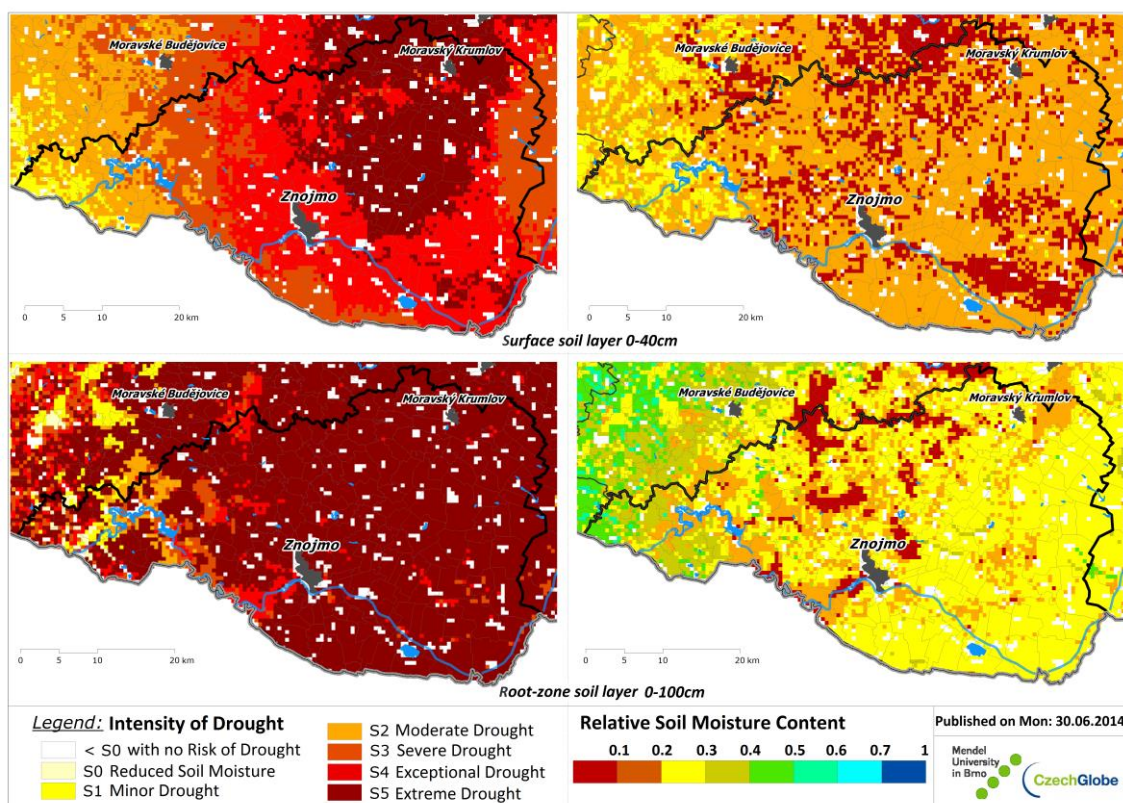 Moravské Budějovice
Moravský Krumlov
Znojmo
0 5 10 20 km
Moravské Budějovice
Moravský Krumlov
Znojmo
0 5 10 20 km
Surface soil layer 0-40cm
Moravské Budějovice
Moravský Krumlov
Znojmo
0 5 10 20 km
Moravské Budějovice
Moravský Krumlov
Znojmo
0 5 10 20 km
Root-zone soil layer 0-100cm
Legend: Intensity of Drought
< S0 with no Risk of Drought
S0 Reduced Soil Moisture
S1 Minor Drought
S2 Moderate Drought
S3 Severe Drought
S4 Exceptional Drought
S5 Extreme Drought
Relative Soil Moisture Content
0.1 0.2 0.3 0.4 0.5 0.6 0.7 1
Published on Mon: 30.06.2014
Mendel
University
in Brno
CzechGlobe